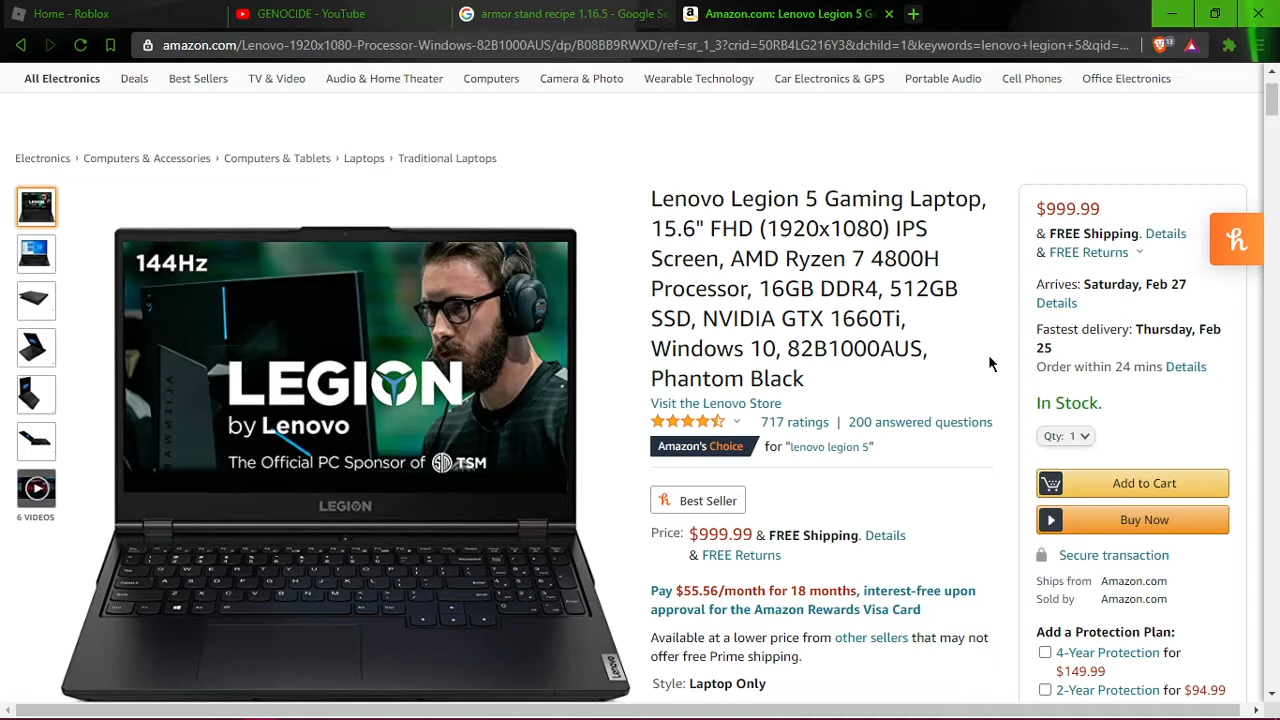 Home - Roblox
GENOCIDE - YouTube
armor stand recipe 1.16.5 - Google Se
Amazon.com: Lenovo Legion 5 G
amazon.com/Lenovo-1920x1080-Processor-Windows-82B1000AUS/dp/B08BB9RWXD/ref=sr_1_3?crid=50RB4LG216Y3&dchild=1&keywords=lenovo+legion+5&qid=...
13
All Electronics Deals Best Sellers TV & Video Audio & Home Theater Computers Camera & Photo Wearable Technology Car Electronics & GPS Portable Audio Cell Phones Office Electronics
Electronics › Computers & Accessories › Computers & Tablets › Laptops › Traditional Laptops
6 VIDEOS
144Hz
LEGION
by Lenovo
The Official PC Sponsor of TSM
LEGION
Lenovo
Lenovo Legion 5 Gaming Laptop,
15.6" FHD (1920x1080) IPS
Screen, AMD Ryzen 7 4800H
Processor, 16GB DDR4, 512GB
SSD, NVIDIA GTX 1660Ti,
Windows 10, 82B1000AUS,
Phantom Black
Visit the Lenovo Store
717 ratings | 200 answered questions
Amazon's Choice for "lenovo legion 5"
Best Seller
Price: $999.99 & FREE Shipping. Details
& FREE Returns
Pay $55.56/month for 18 months, interest-free upon
approval for the Amazon Rewards Visa Card
Available at a lower price from other sellers that may not
offer free Prime shipping.
Style: Laptop Only
$999.99
& FREE Shipping. Details
& FREE Returns
Arrives: Saturday, Feb 27
Details
Fastest delivery: Thursday, Feb
25
Order within 24 mins Details
In Stock.
Qty: 1
Add to Cart
Buy Now
Secure transaction
Ships from Amazon.com
Sold by Amazon.com
Add a Protection Plan:
4-Year Protection for
$149.99
2-Year Protection for $94.99